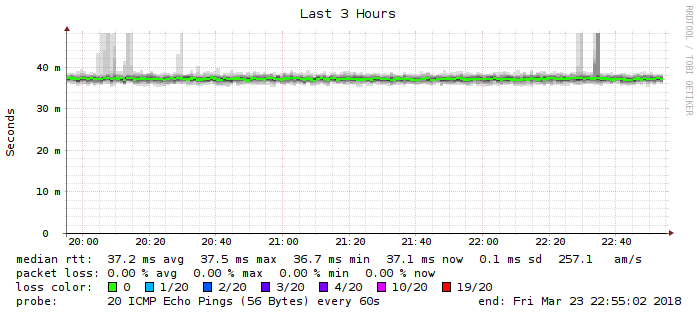 Last 3 Hours
RRDTOOL / TOBI OETIKER
Seconds
40 m
30 m
20 m
10 m
0
20:00 20:20 20:40 21:00 21:20 21:40 22:00 22:20 22:40
median rtt: 37.2 ms avg 37.5 ms max 36.7 ms min 37.1 ms now 0.1 ms sd 257.1 am/s
packet loss: 0.00 % avg 0.00 % max 0.00 % min 0.00 % now
loss color: 0 1/20 2/20 3/20 4/20 10/20 19/20
probe: 20 ICMP Echo Pings (56 Bytes) every 60s end: Fri Mar 23 22:55:02 2018